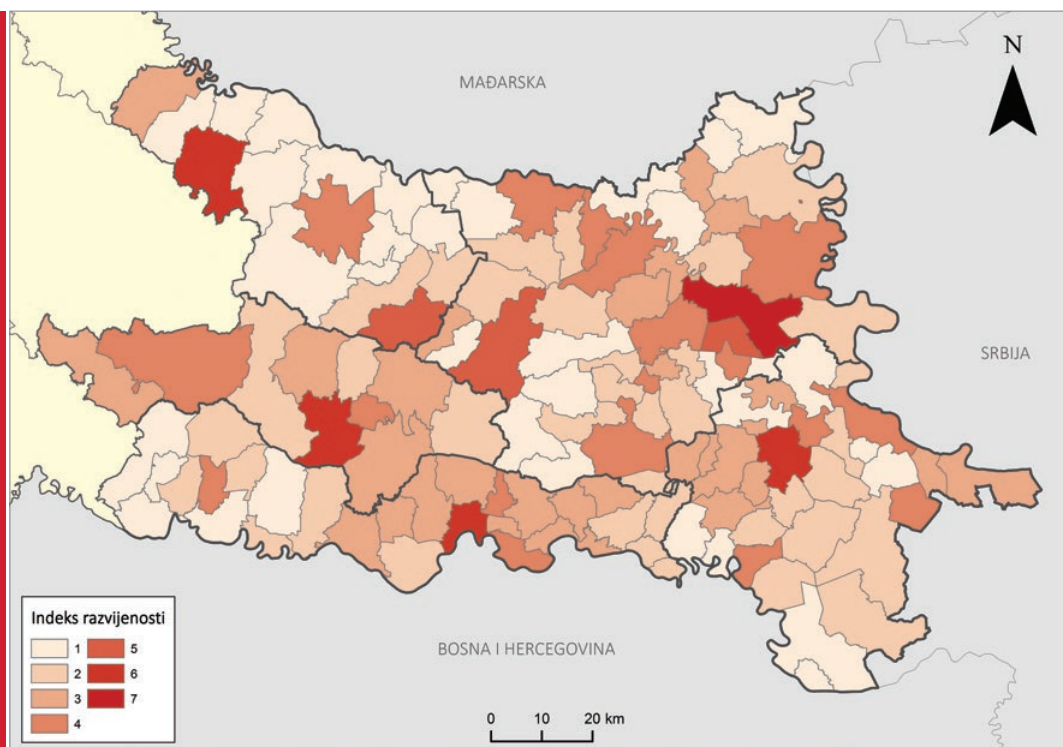 MAĐARSKA
N
SRBIJA
BOSNA I HERCEGOVINA
Indeks razvijenosti
1 5
2 6
3 7
4
0 10 20 km